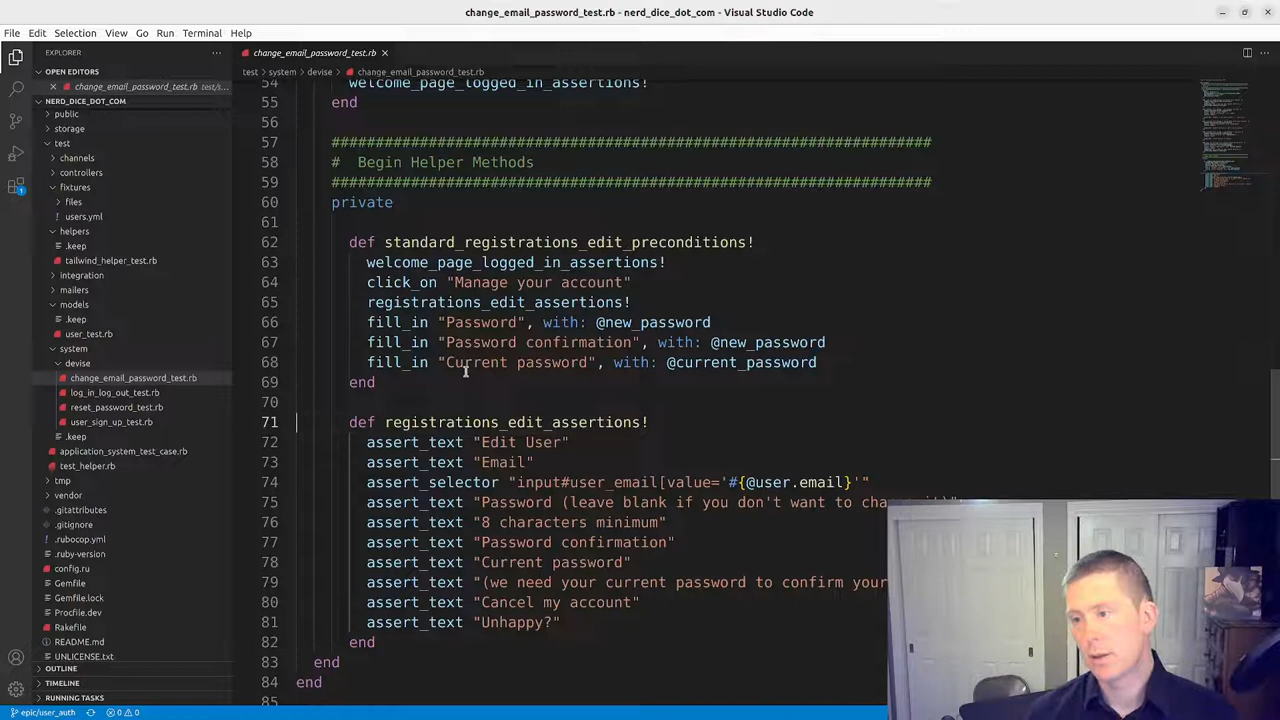 change_email_password_test.rb - nerd_dice_dot_com - Visual Studio Code
File Edit Selection View Go Run Terminal Help
EXPLORER
OPEN EDITORS
change_email_password_test.rb test/s...
NERD_DICE_DOT_COM
public
storage
test
channels
controllers
fixtures
files
users.yml
helpers
.keep
tailwind_helper_test.rb
integration
mailers
models
.keep
user_test.rb
system
devise
change_email_password_test.rb
log_in_log_out_test.rb
reset_password_test.rb
user_sign_up_test.rb
.keep
application_system_test_case.rb
test_helper.rb
tmp
vendor
.gitattributes
.gitignore
.rubocop.yml
.ruby-version
config.ru
Gemfile
Gemfile.lock
Procfile.dev
Rakefile
README.md
UNLICENSE.txt
OUTLINE
TIMELINE
RUNNING TASKS
epic/user_auth 0 0
change_email_password_test.rb
test > system > devise > change_email_password_test.rb
54 welcome_page_logged_in_assertions!
55 end
56
57 ####################################################################
58 # Begin Helper Methods
59 ####################################################################
60 private
61
62 def standard_registrations_edit_preconditions!
63 welcome_page_logged_in_assertions!
64 click_on "Manage your account"
65 registrations_edit_assertions!
66 fill_in "Password", with: @new_password
67 fill_in "Password confirmation", with: @new_password
68 fill_in "Current password", with: @current_password
69 end
70
71 def registrations_edit_assertions!
72 assert_text "Edit User"
73 assert_text "Email"
74 assert_selector "input#user_email[value='#{@user.email}'"
75 assert_text "Password (leave blank if you don't want to cha
76 assert_text "8 characters minimum"
77 assert_text "Password confirmation"
78 assert_text "Current password"
79 assert_text "(we need your current password to confirm your
80 assert_text "Cancel my account"
81 assert_text "Unhappy?"
82 end
83 end
84 end
85